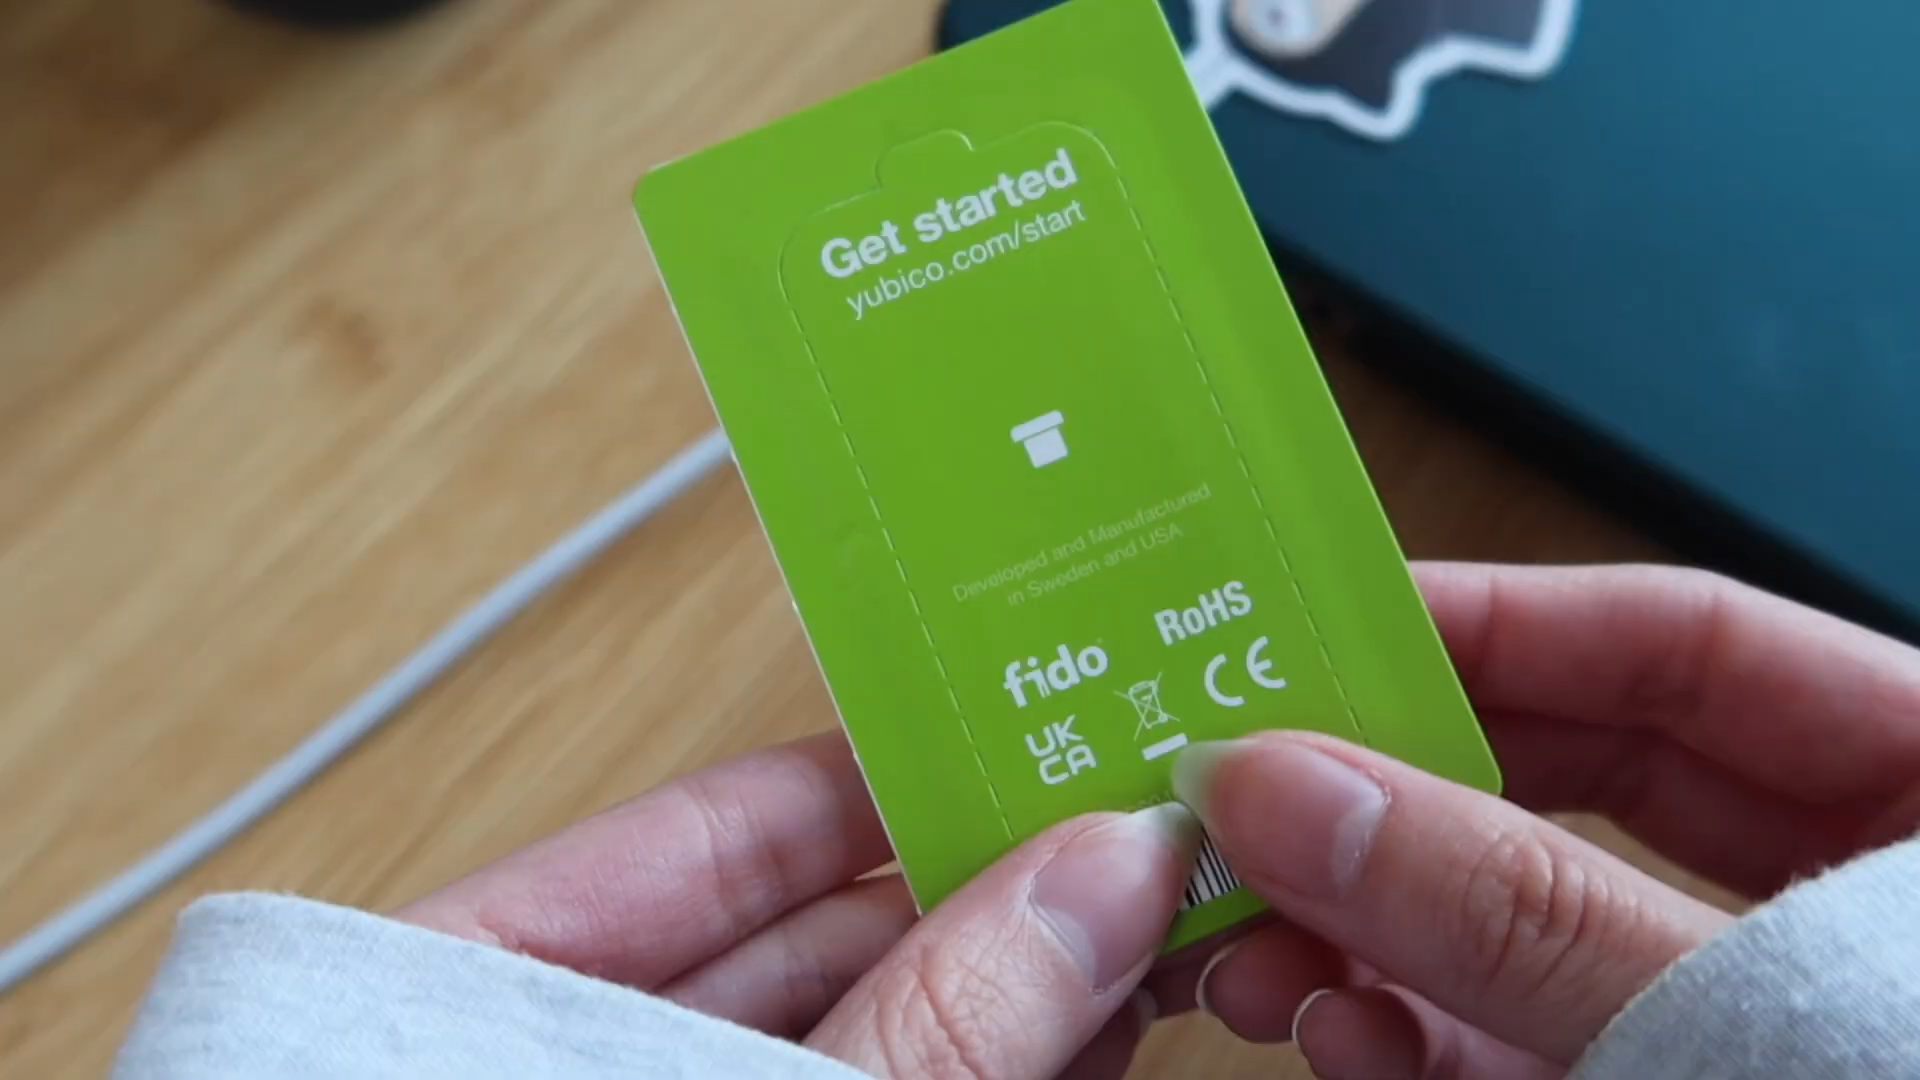 Get started
yubico.com/start
Developed and Manufactured
in Sweden and USA
fido
RoHS
UK
CA
CE